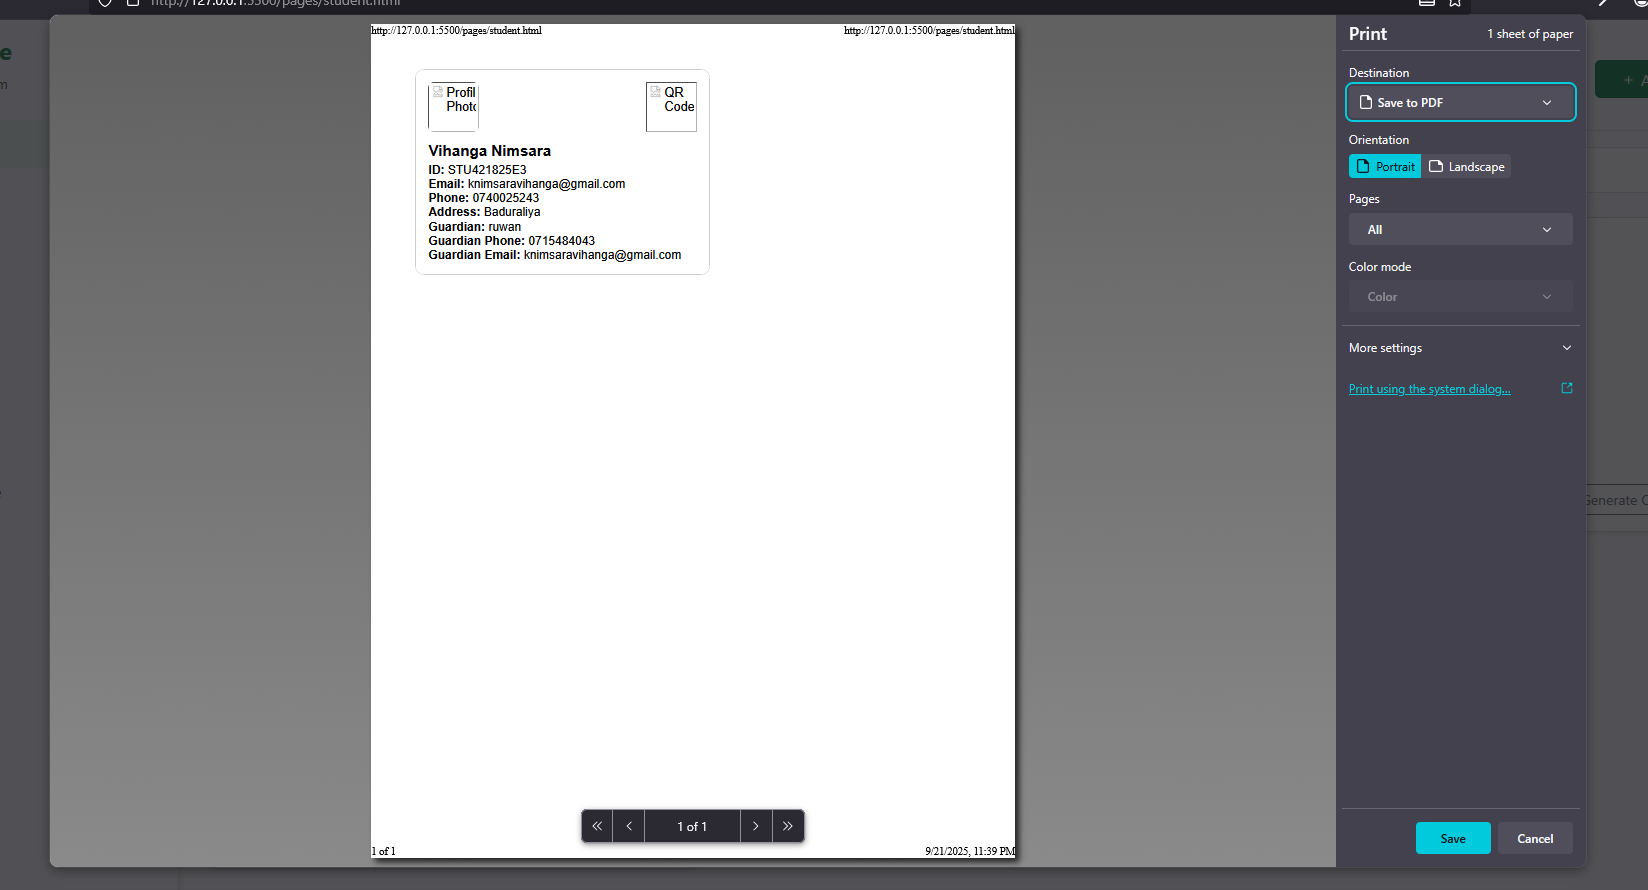 http://127.0.0.1:5500/pages/student.html
e
m
+ A
http://127.0.0.1:5500/pages/student.html
http://127.0.0.1:5500/pages/student.html
Profil
Photo
QR
Code
Vihanga Nimsara
ID: STU421825E3
Email: knimsaravihanga@gmail.com
Phone: 0740025243
Address: Baduraliya
Guardian: ruwan
Guardian Phone: 0715484043
Guardian Email: knimsaravihanga@gmail.com
1 of 1
1 of 1
9/21/2025, 11:39 PM
Print
1 sheet of paper
Destination
Save to PDF
Orientation
Portrait
Landscape
Pages
All
Color mode
Color
More settings
Print using the system dialog...
Generate C
Save
Cancel